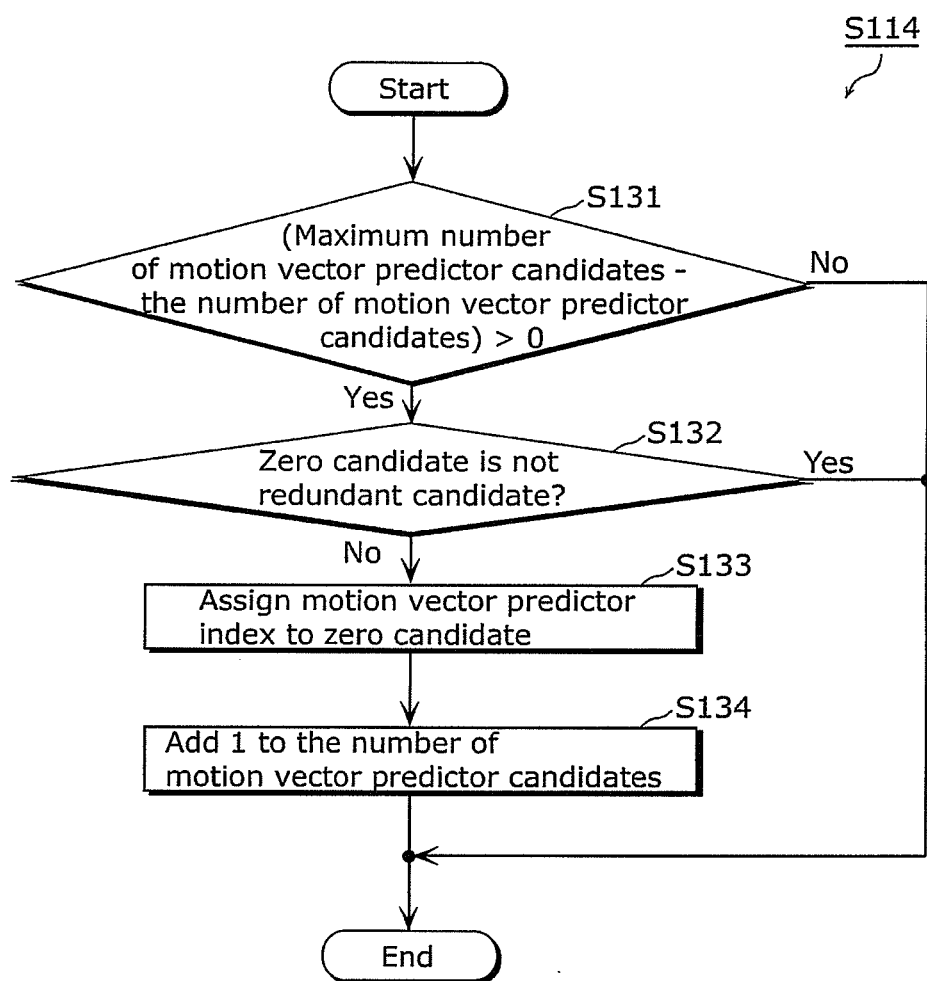 S114
Start
S131
(Maximum number
of motion vector predictor candidates -
the number of motion vector predictor
candidates) > 0
No
Yes
S132
Zero candidate is not
redundant candidate?
Yes
No
S133
Assign motion vector predictor
index to zero candidate
S134
Add 1 to the number of
motion vector predictor candidates
End